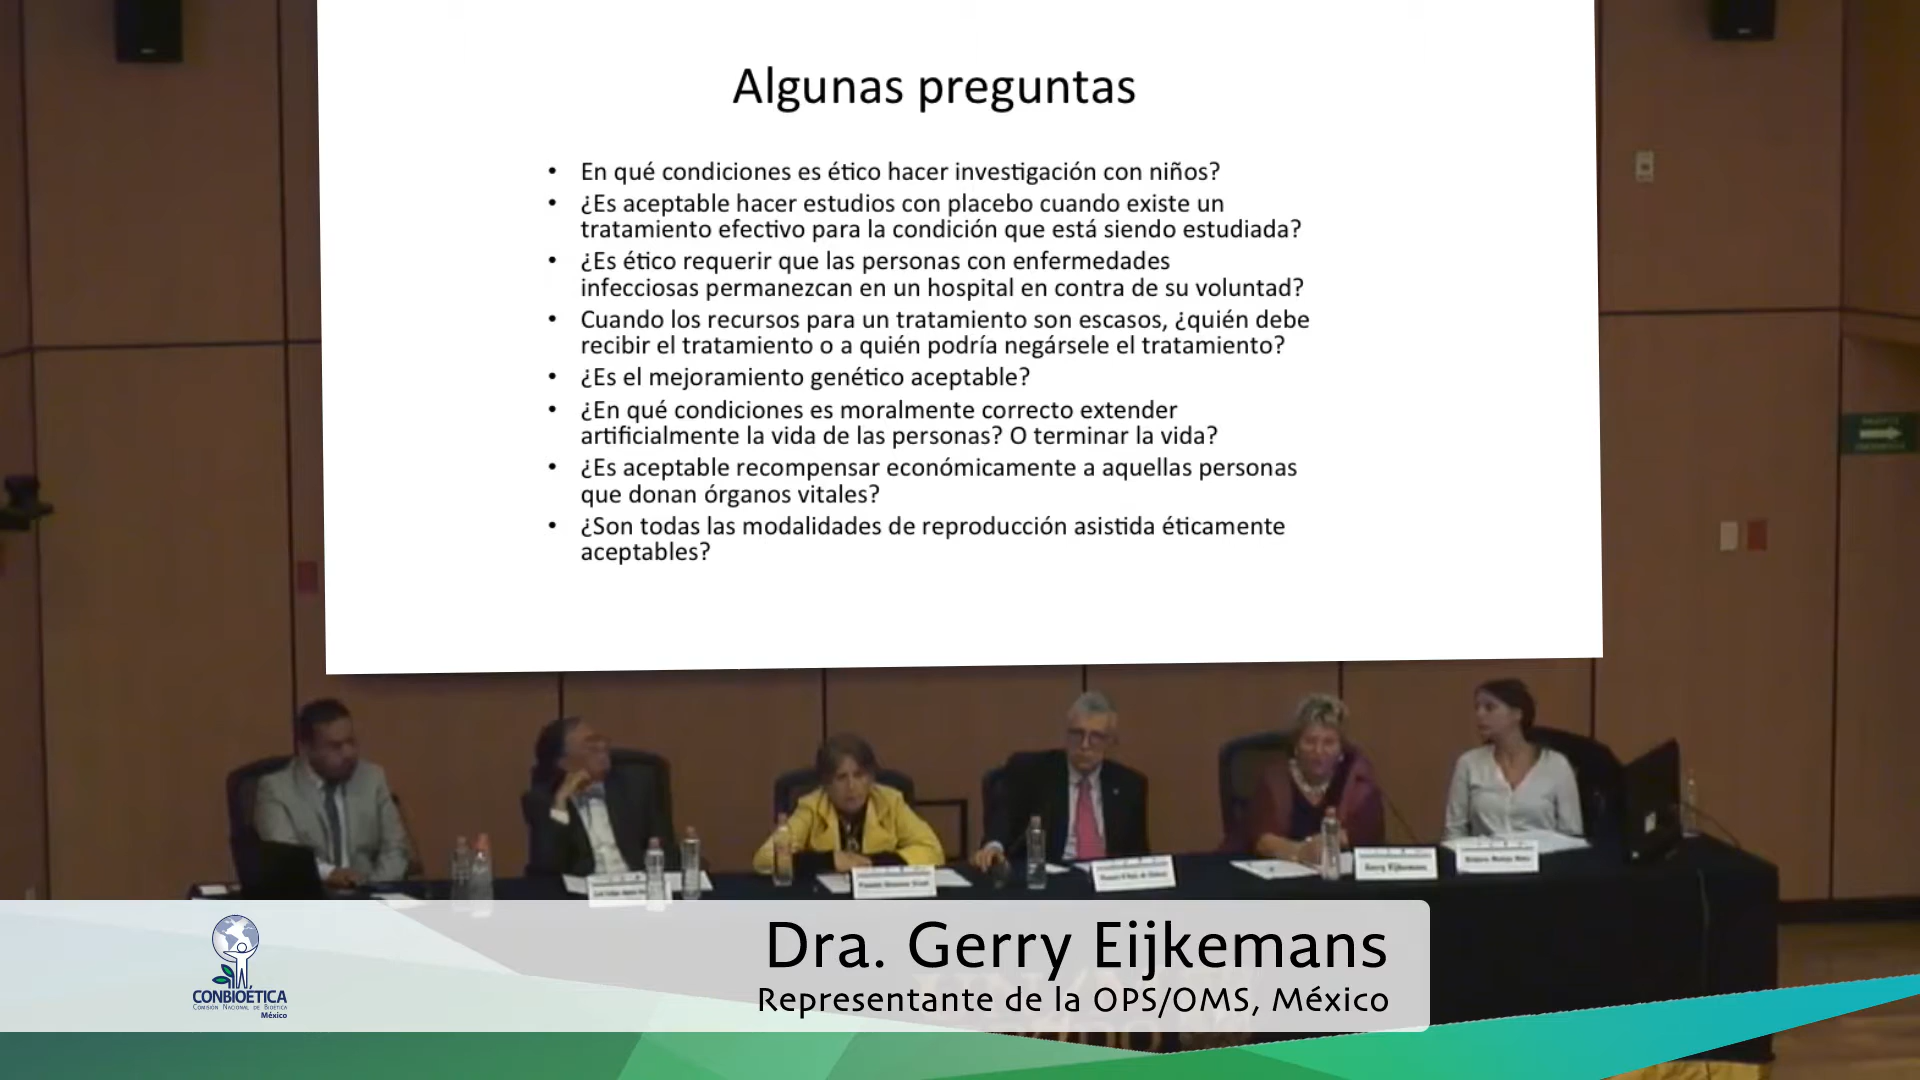 Algunas preguntas
• En qué condiciones es ético hacer investigación con niños?
• ¿Es aceptable hacer estudios con placebo cuando existe un
tratamiento efectivo para la condición que está siendo estudiada?
• ¿Es ético requerir que las personas con enfermedades
infecciosas permanezcan en un hospital en contra de su voluntad?
• Cuando los recursos para un tratamiento son escasos, ¿quién debe
recibir el tratamiento o a quién podría negársele el tratamiento?
• ¿Es el mejoramiento genético aceptable?
• ¿En qué condiciones es moralmente correcto extender
artificialmente la vida de las personas? O terminar la vida?
• ¿Es aceptable recompensar económicamente a aquellas personas
que donan órganos vitales?
• ¿Son todas las modalidades de reproducción asistida éticamente
aceptables?
Gerry Eijkemans
Dra. Gerry Eijkemans
Representante de la OPS/OMS, México
CONBIOÉTICA
Comisión Nacional de Bioética
México